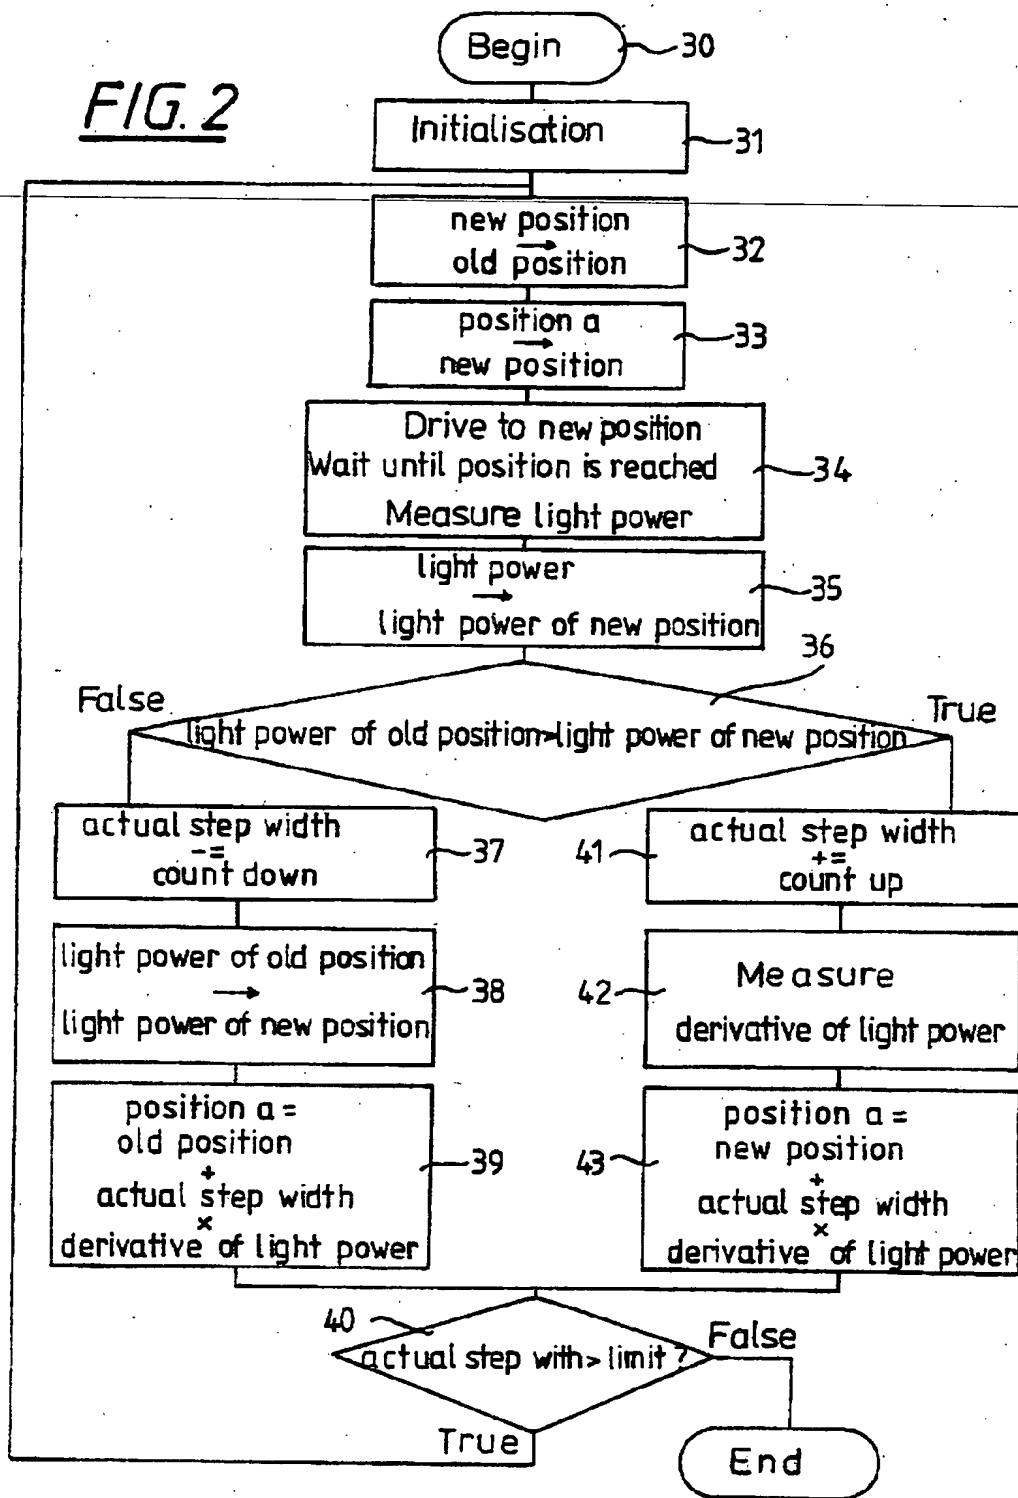 FIG. 2
Begin
30
Initialisation
31
new position
→
old position
32
position a
→
new position
33
Drive to new position
Wait until position is reached
Measure light power
34
light power
→
light power of new position
35
36
False
True
light power of old position>light power of new position
actual step width
-=
count down
37
41
actual step width
+=
count up
light power of old position
→
light power of new position
38
42
Measure
derivative of light power
position a =
old position
+
actual step width
×
derivative of light power
39
43
position a =
new position
+
actual step width
×
derivative of light power
40
actual step with > limit ?
False
True
End